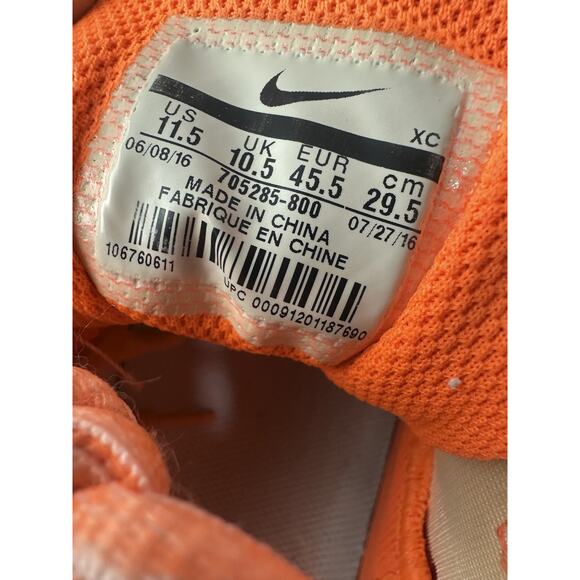 XC
US UK EUR cm
11.5 10.5 45.5 29.5
06/08/16 07/27/16
705285-800
MADE IN CHINA
FABRIQUE EN CHINE
106760611
UPC 00091201187690